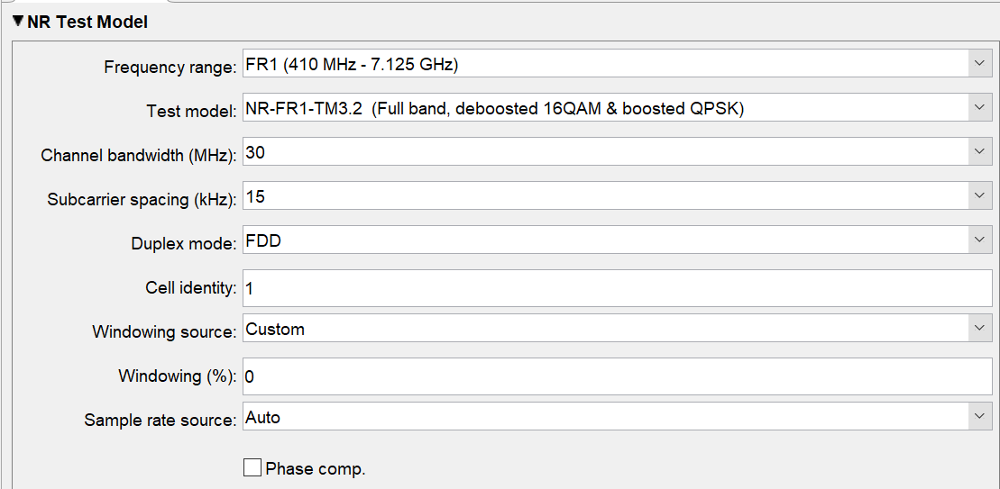 NR Test Model
Frequency range: FR1 (410 MHz - 7.125 GHz)
Test model: NR-FR1-TM3.2 (Full band, deboosted 16QAM & boosted QPSK)
Channel bandwidth (MHz): 30
Subcarrier spacing (kHz): 15
Duplex mode: FDD
Cell identity: 1
Windowing source: Custom
Windowing (%): 0
Sample rate source: Auto
Phase comp.